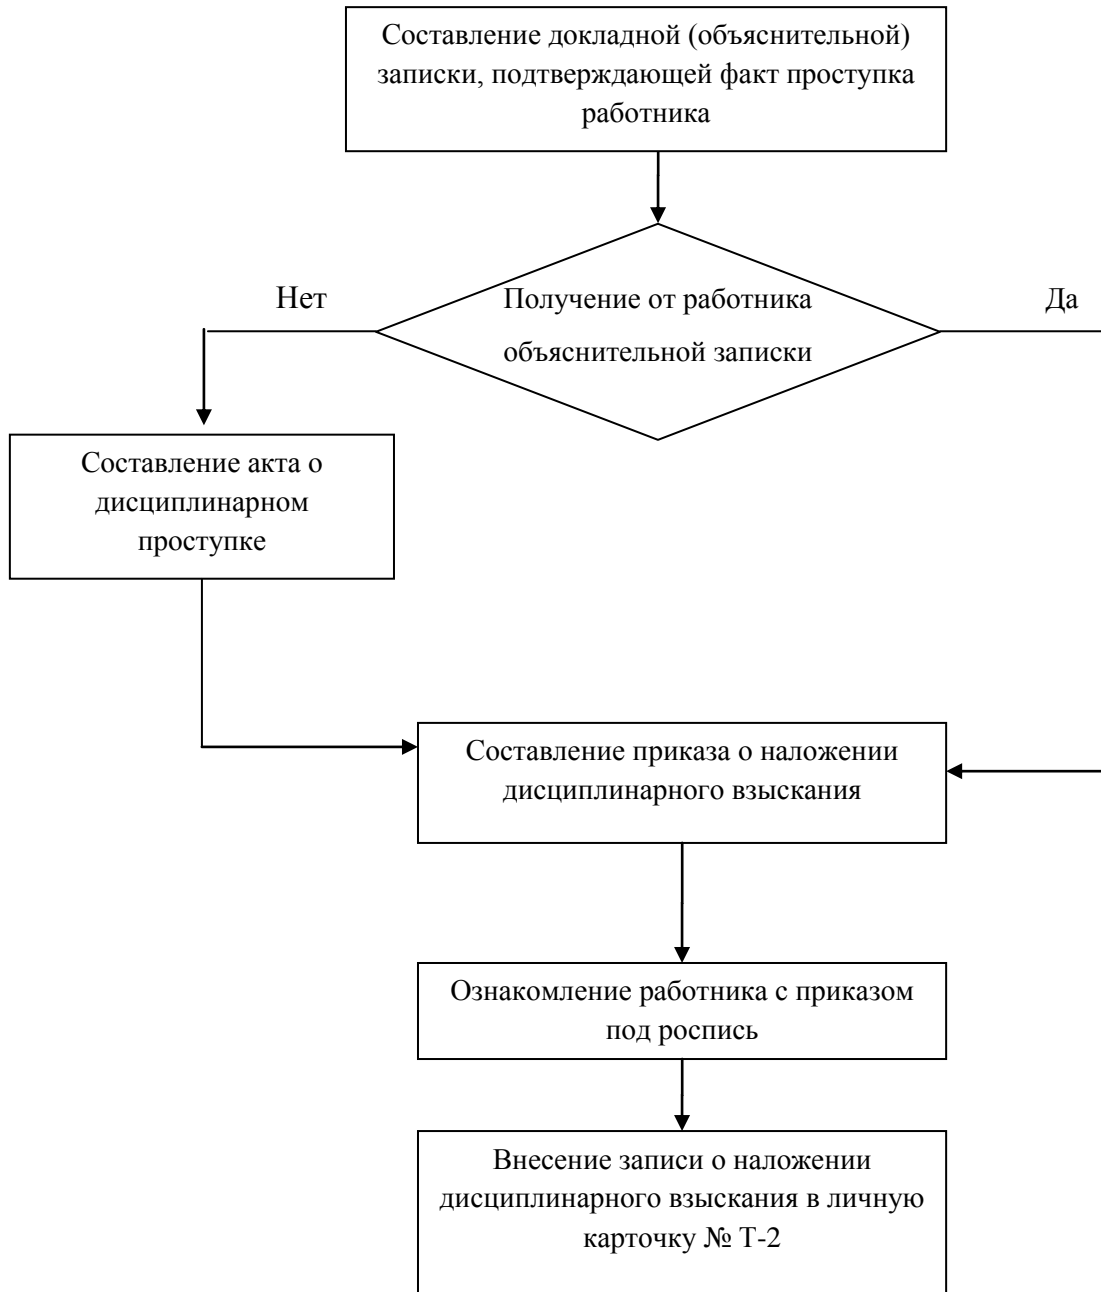 Составление докладной (объяснительной)
записки, подтверждающей факт проступка
работника
Нет
Получение от работника
объяснительной записки
Да
Составление акта о
дисциплинарном
проступке
Составление приказа о наложении
дисциплинарного взыскания
Ознакомление работника с приказом
под роспись
Внесение записи о наложении
дисциплинарного взыскания в личную
карточку № Т-2